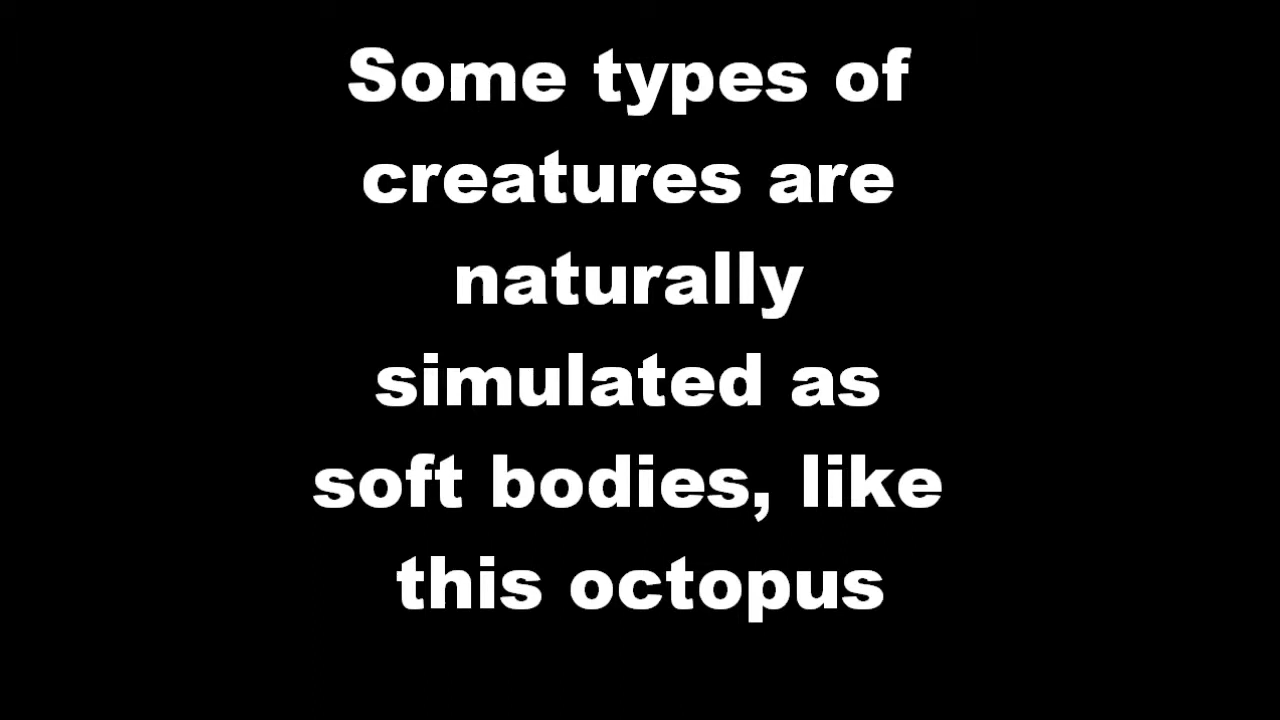 Some types of
creatures are
naturally
simulated as
soft bodies, like
this octopus